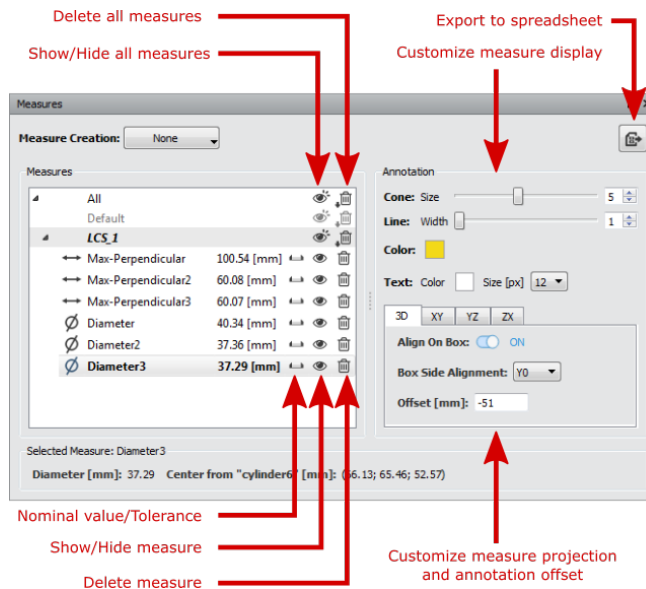 Delete all measures
Export to spreadsheet
Show/Hide all measures
Customize measure display
Measures
Measure Creation: None
Measures
Annotation
All
Cone: Size 5
Default
Line: Width 1
LCS_1
Color:
Max-Perpendicular 100.54 [mm]
Max-Perpendicular2 60.08 [mm]
Text: Color Size [px] 12
Max-Perpendicular3 60.07 [mm]
Diameter 40.34 [mm]
3D XY YZ ZX
Diameter2 37.36 [mm]
Align On Box: ON
Diameter3 37.29 [mm]
Box Side Alignment: Y0
Offset [mm]: -51
Selected Measure: Diameter3
Diameter [mm]: 37.29 Center from "cylinder6" [mm]: 6.13; 65.46; 52.57)
Nominal value/Tolerance
Show/Hide measure
Customize measure projection
and annotation offset
Delete measure